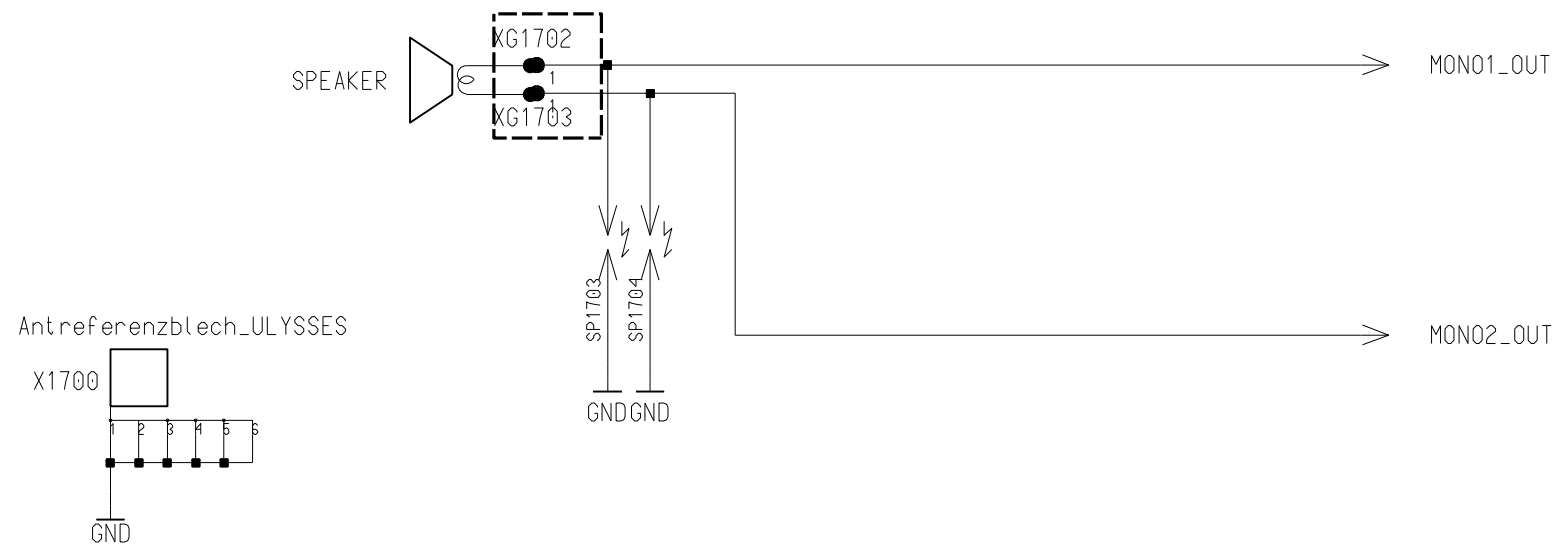 XG1702
SPEAKER
1
MONO1_OUT
1
XG1703
SP1703
SP1704
Antreferenzblech_ULYSSES
MONO2_OUT
X1700
GND GND
1 2 3 4 5 6
GND